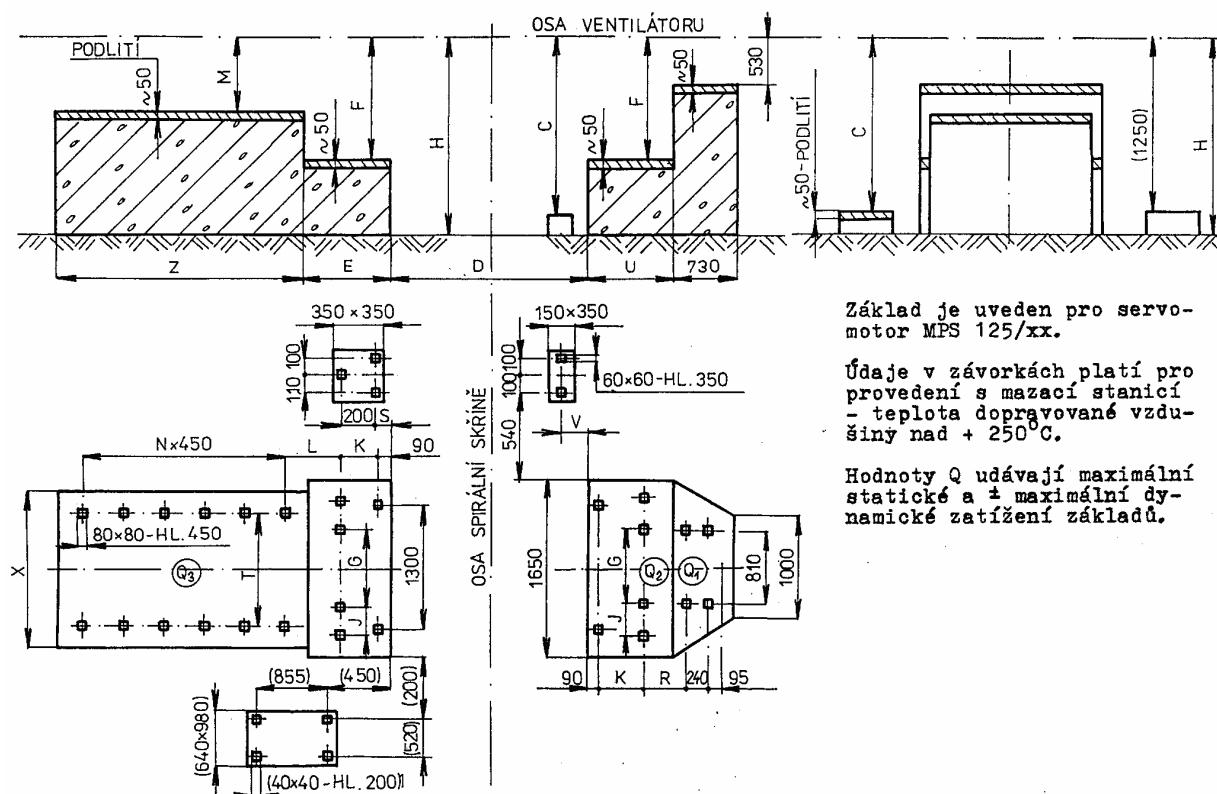 OSA VENTILÁTORU
PODLITÍ
~50
M
F
~50
H
C
F
~50
~50
530
C
~50-PODLITÍ
(1250)
H
Z
E
D
U
730
350×350
150×350
100
110
200
S
100
100
60×60-HL.350
540
V
OSA SPIRÁLNÍ SKŘÍNĚ
N×450
L
K
90
80×80-HL.450
X
Q3
T
G
J
1300
1650
G
J
Q2
Q1
810
1000
90
K
R
240
95
(855)
(450)
(200)
(640×980)
(520)
(40×40-HL.200)
Základ je uveden pro servo-
motor MPS 125/xx.
Údaje v závorkách platí pro
provedení s mazací stanicí
- teplota dopravované vzdu-
šiny nad + 250°C.
Hodnoty Q udávají maximální
statické a ± maximální dy-
namické zatížení základů.